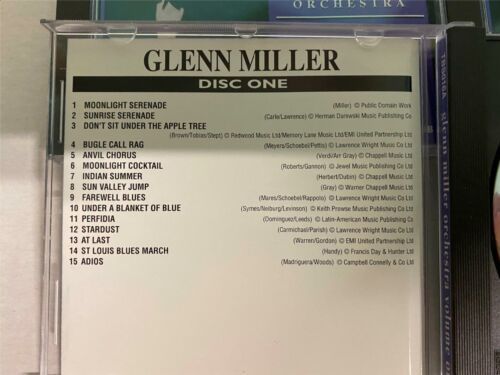 ORCHESTRA
GLENN MILLER
DISC ONE
1 MOONLIGHT SERENADE (Miller) © Public Domain Work
2 SUNRISE SERENADE (Carle/Lawrence) © Herman Darewski Music Publishing Co
3 DON'T SIT UNDER THE APPLE TREE
(Brown/Tobias/Stept) © Redwood Music Ltd/Memory Lane Music Ltd/EMI United Partnership Ltd
4 BUGLE CALL RAG (Meyers/Schoebel/Pettis) © Lawrence Wright Music Co Ltd
5 ANVIL CHORUS (Verdi/Arr Gray) © Chappell Music Ltd
6 MOONLIGHT COCKTAIL (Roberts/Gannon) © Jewel Music Publishing Co Ltd
7 INDIAN SUMMER (Herbert/Dubin) © Chappell Music Ltd
8 SUN VALLEY JUMP (Gray) © Warner Chappell Music Ltd
9 FAREWELL BLUES (Mares/Schoebel/Rappolo) © Lawrence Wright Music Co Ltd
10 UNDER A BLANKET OF BLUE (Symes/Neiburg/Levinson) © Keith Prowse Music Publishing Co Ltd
11 PERFIDIA (Dominguez/Leeds) © Latin-American Music Publishing Co Ltd
12 STARDUST (Carmichael/Parish) © Lawrence Wright Music Co Ltd
13 AT LAST (Warren/Gordon) © EMI United Partnership Ltd
14 ST LOUIS BLUES MARCH (Handy) © Francis Day & Hunter Ltd
15 ADIOS (Madriguera/Woods) © Campbell Connelly & Co Ltd
glenn miller orchestra volume